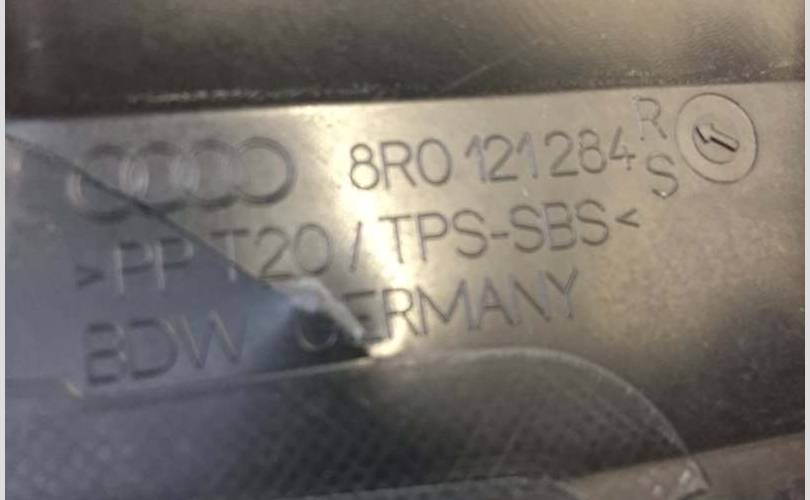 8R0 121 284 R
S
>PP T20 / TPS-SBS<
BDW GERMANY